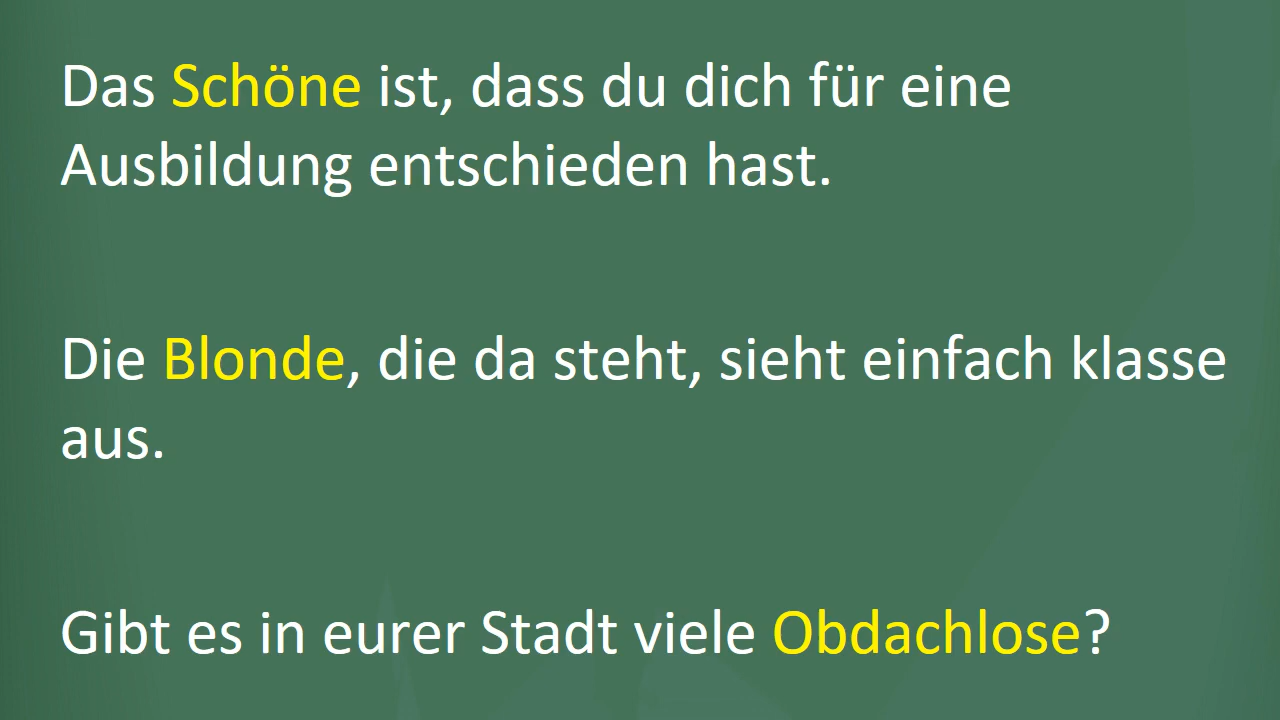 Das Schöne ist, dass du dich für eine
Ausbildung entschieden hast.
Die Blonde, die da steht, sieht einfach klasse
aus.
Gibt es in eurer Stadt viele Obdachlose?